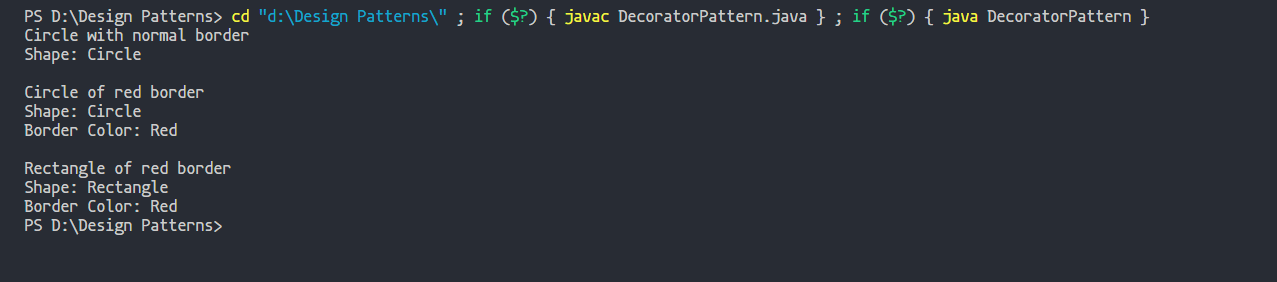 PS D:\Design Patterns> cd "d:\Design Patterns\" ; if ($?) { javac DecoratorPattern.java } ; if ($?) { java DecoratorPattern }
Circle with normal border
Shape: Circle
Circle of red border
Shape: Circle
Border Color: Red
Rectangle of red border
Shape: Rectangle
Border Color: Red
PS D:\Design Patterns>